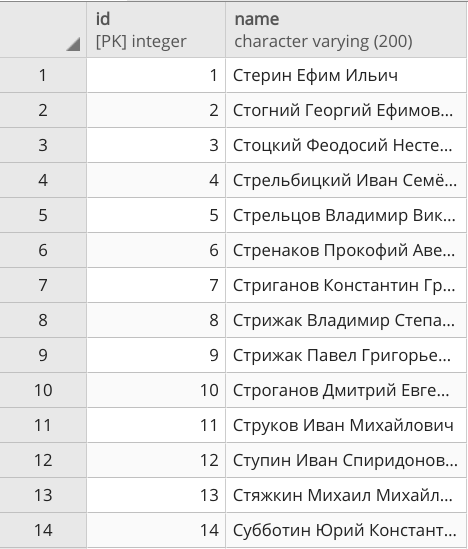 id name
[PK] integer character varying (200)
1 1 Стерин Ефим Ильич
2 2 Стогний Георгий Ефимов...
3 3 Стоцкий Феодосий Несте...
4 4 Стрельбицкий Иван Семё...
5 5 Стрельцов Владимир Вик...
6 6 Стренаков Прокофий Аве...
7 7 Стриганов Константин Гр...
8 8 Стрижак Владимир Степа...
9 9 Стрижак Павел Григорье...
10 10 Строганов Дмитрий Евге...
11 11 Струков Иван Михайлович
12 12 Ступин Иван Спиридонов...
13 13 Стяжкин Михаил Михайл...
14 14 Субботин Юрий Констант...